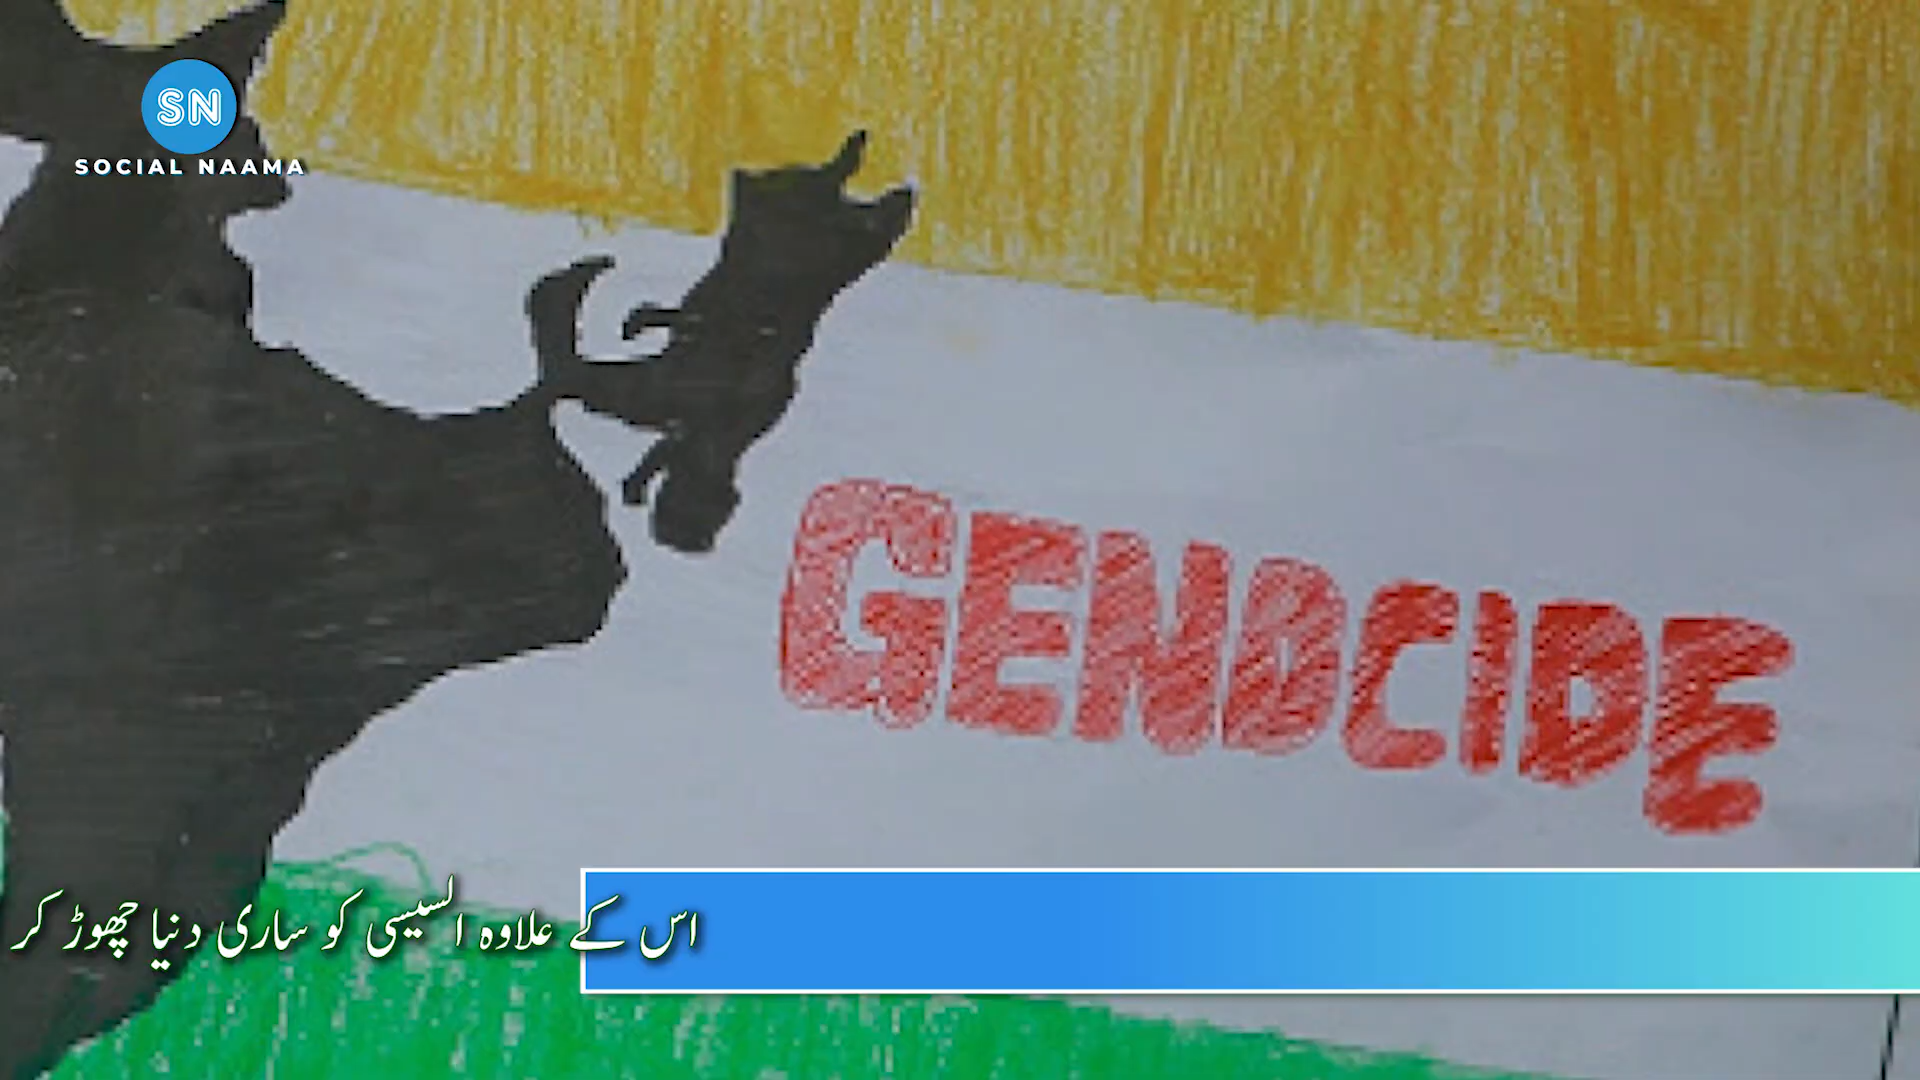 SN
SOCIAL NAAMA
GENOCIDE
اس کے علاوہ السیسی کو ساری دنیا چھوڑ کر